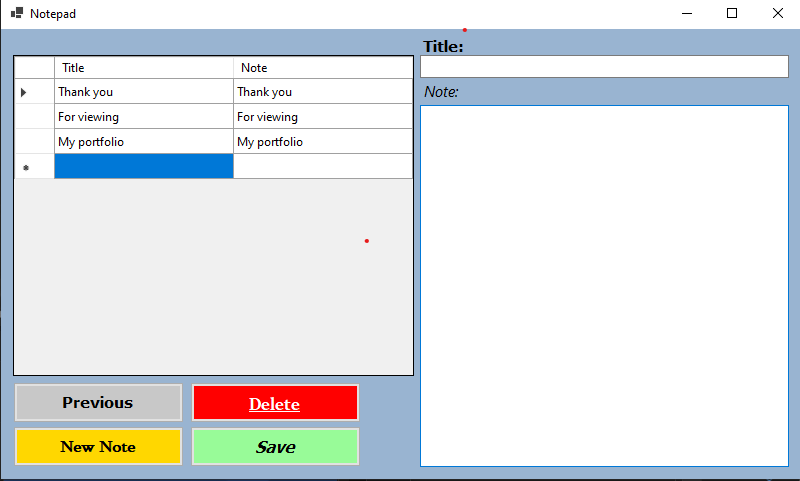 Notepad
Title Note
Thank you Thank you
For viewing For viewing
My portfolio My portfolio
Previous Delete
New Note Save
Title:
Note: